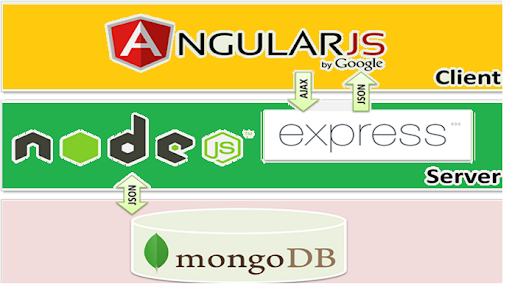 ANGULARJS
by Google
Client
AJAX
JSON
node
JS
express
Server
JSON
mongoDB